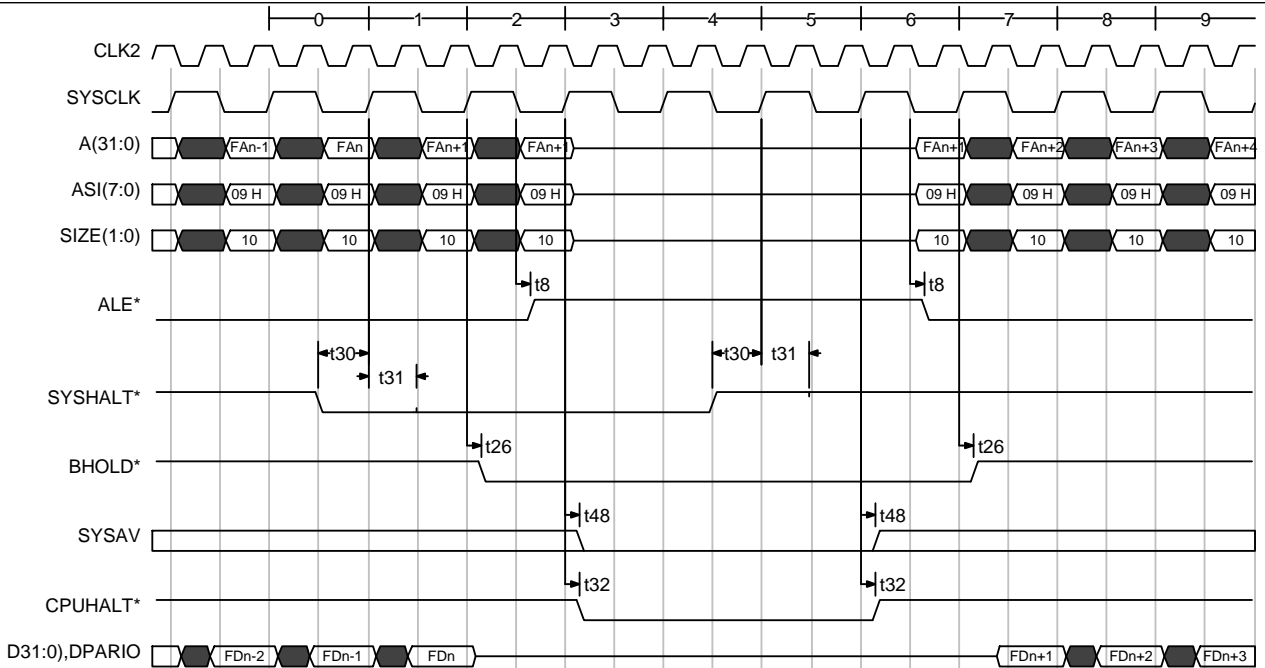 0 1 2 3 4 5 6 7 8 9
CLK2
SYSCLK
A(31:0) FAn-1 FAn FAn+1 FAn+1 FAn+1 FAn+2 FAn+3 FAn+4
ASI(7:0) 09 H 09 H 09 H 09 H 09 H 09 H 09 H 09 H
SIZE(1:0) 10 10 10 10 10 10 10 10
t8 t8
ALE*
t30 t30 t31
t31
SYSHALT*
t26 t26
BHOLD*
t48 t48
SYSAV
t32 t32
CPUHALT*
D31:0),DPARIO FDn-2 FDn-1 FDn FDn+1 FDn+2 FDn+3